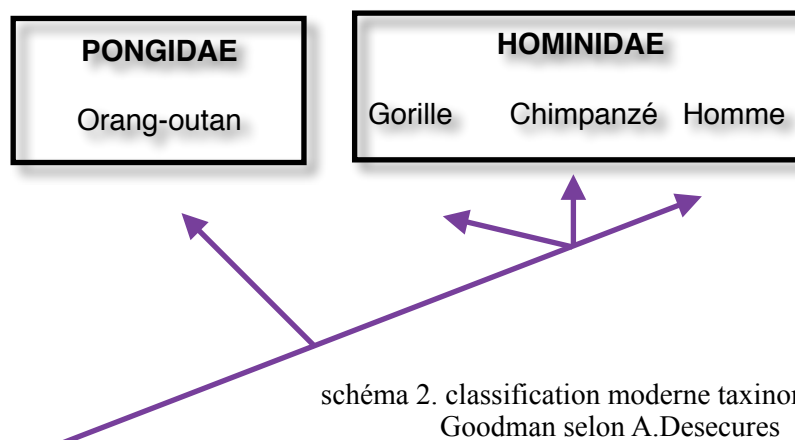 PONGIDAE
Orang-outan
HOMINIDAE
Gorille Chimpanzé Homme
schéma 2. classification moderne
Goodman selon A.Desecures